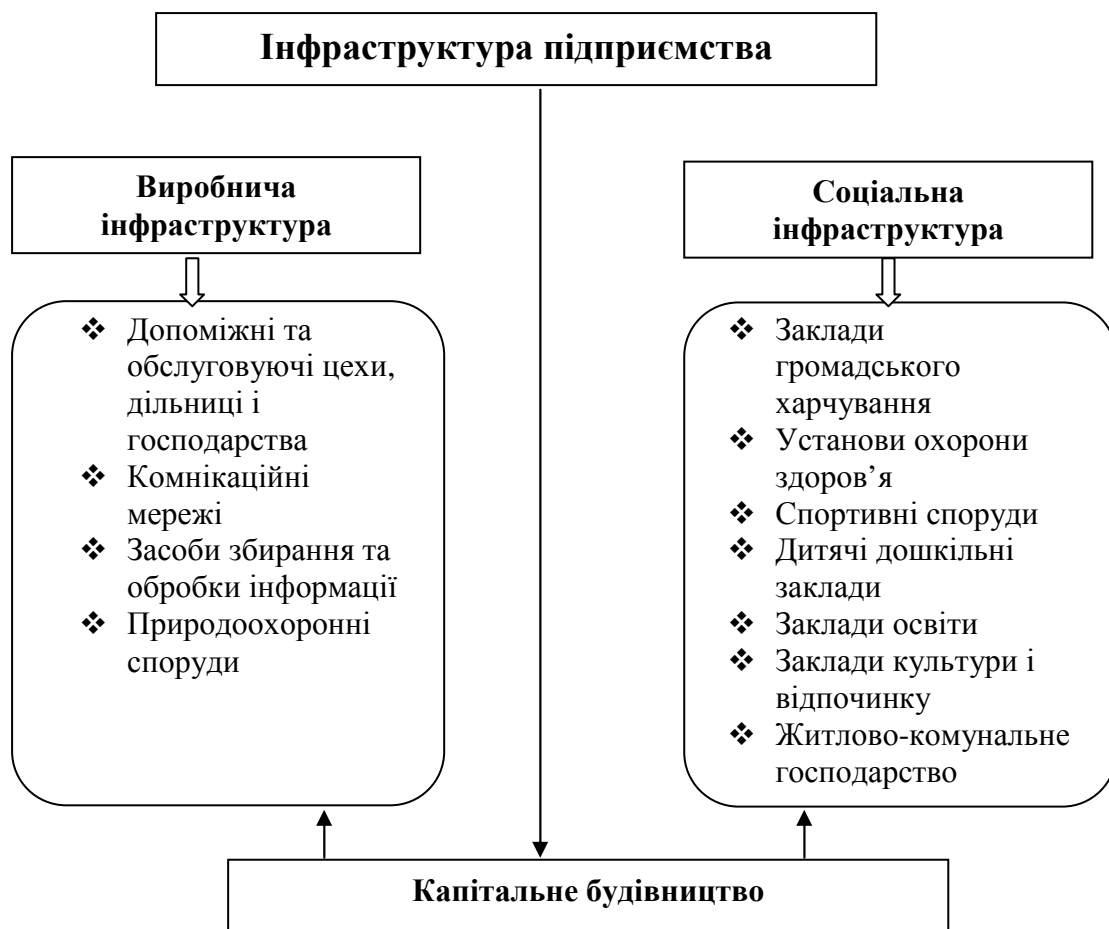 Інфраструктура підприємства
Виробнича
інфраструктура
❖ Допоміжні та
обслуговуючі цехи,
дільниці і
господарства
❖ Комнікаційні
мережі
❖ Засоби збирання та
обробки інформації
❖ Природоохоронні
споруди
Соціальна
інфраструктура
❖ Заклади
громадського
харчування
❖ Установи охорони
здоров’я
❖ Спортивні споруди
❖ Дитячі дошкільні
заклади
❖ Заклади освіти
❖ Заклади культури і
відпочинку
❖ Житлово-комунальне
господарство
Капітальне будівництво